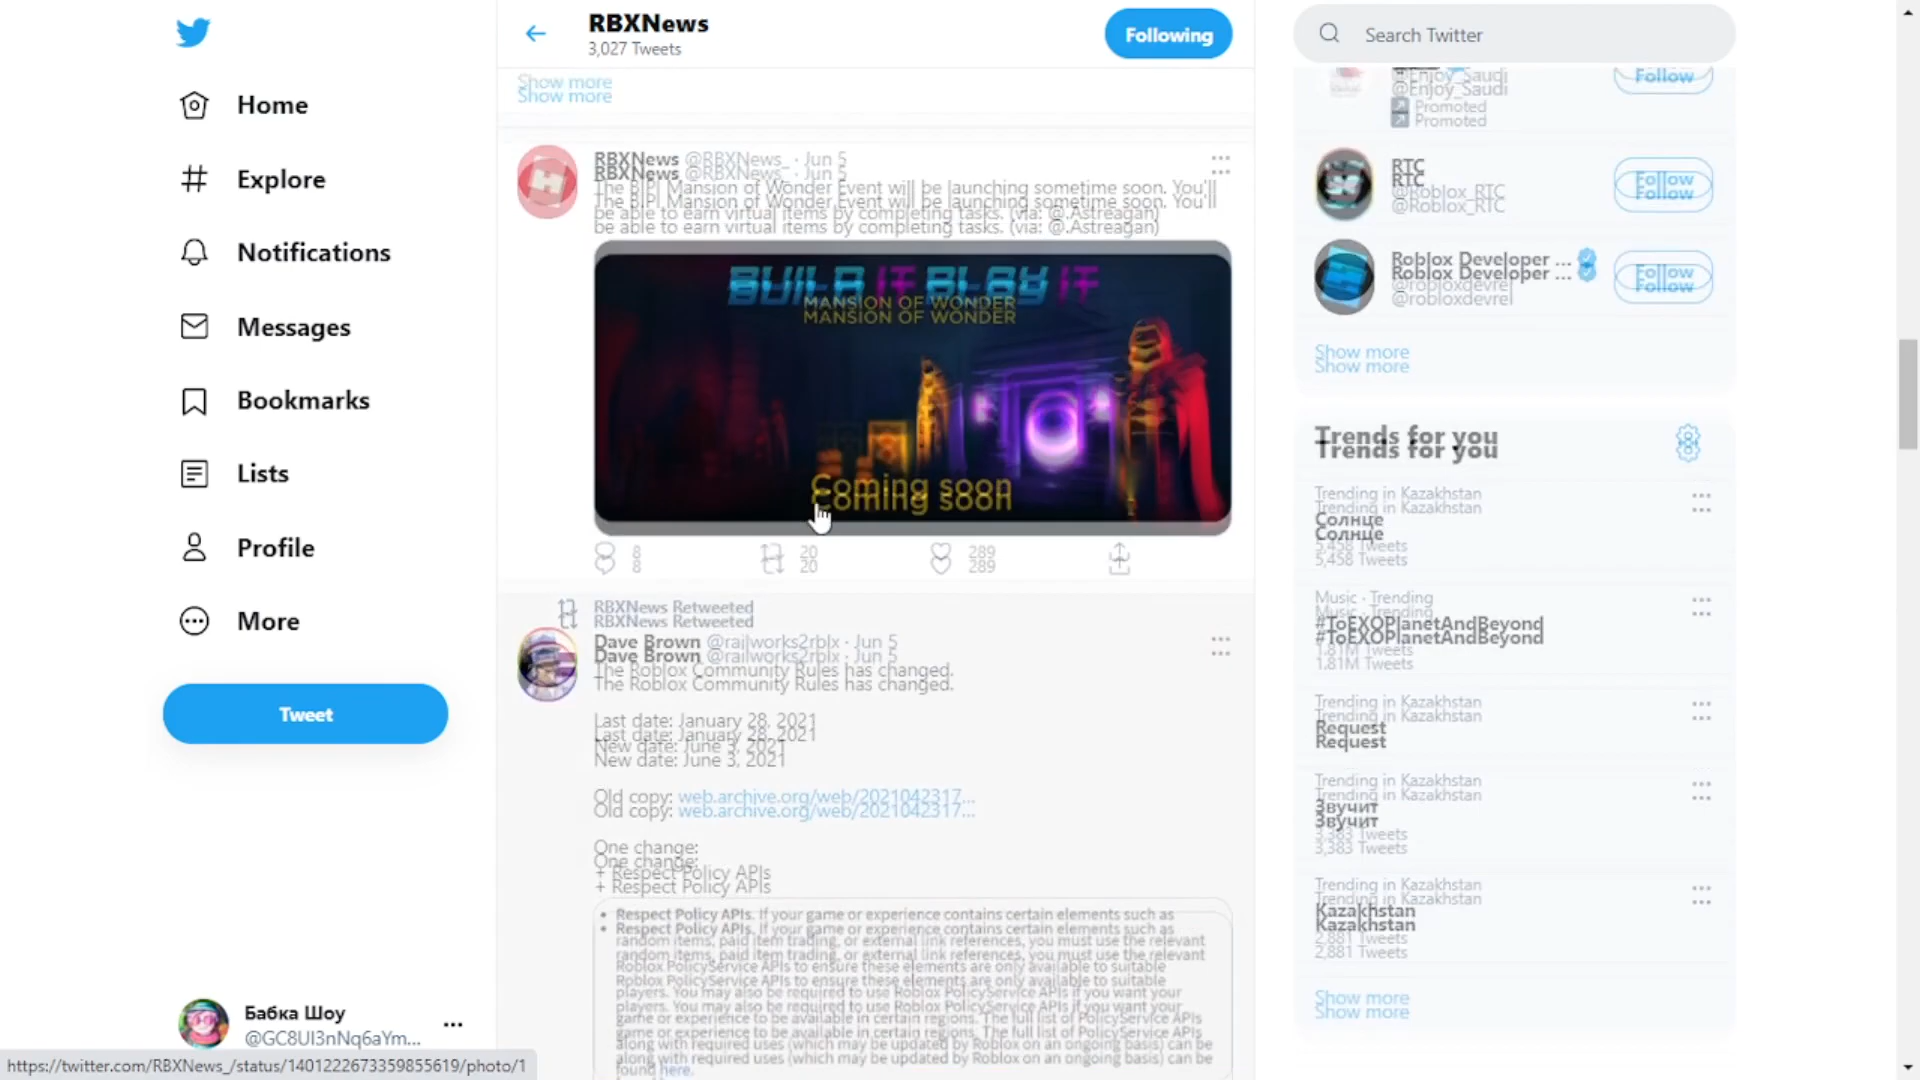 RBXNews
3,027 Tweets
Following
Search Twitter
Home
Explore
Notifications
Messages
Bookmarks
Lists
Profile
More
Tweet
Бабка Шоу
@GC8UI3nNq6aYm...
https://twitter.com/RBXNews_/status/1401222673359855619/photo/1
Show more
RBXNews @RBXNews_ · Jun 5
The BIPI Mansion of Wonder Event will be launching sometime soon. You'll
be able to earn virtual items by completing tasks. (via: @.Astreagan)
BUILD IT PLAY IT
MANSION OF WONDER
Coming soon
8
20
289
RBXNews Retweeted
Dave Brown @railworks2rblx · Jun 5
The Roblox Community Rules has changed.
Last date: January 28, 2021
New date: June 3, 2021
Old copy: web.archive.org/web/2021042317...
One change:
+ Respect Policy APIs
• Respect Policy APIs. If your game or experience contains certain elements such as
random items, paid item trading, or external link references, you must use the relevant
Roblox PolicyService APIs to ensure these elements are only available to suitable
players. You may also be required to use Roblox PolicyService APIs if you want your
game or experience to be available in certain regions. The full list of PolicyService APIs
along with required uses (which may be updated by Roblox on an ongoing basis) can be
found here.
@Enjoy_Saudi
Promoted
Follow
RTC
@Roblox_RTC
Follow
Roblox Developer ...
@robloxdevrel
Follow
Show more
Trends for you
Trending in Kazakhstan
Солнце
5,458 Tweets
Music · Trending
#ToEXOPlanetAndBeyond
1.81M Tweets
Trending in Kazakhstan
Request
Trending in Kazakhstan
Звучит
3,383 Tweets
Trending in Kazakhstan
Kazakhstan
2,881 Tweets
Show more